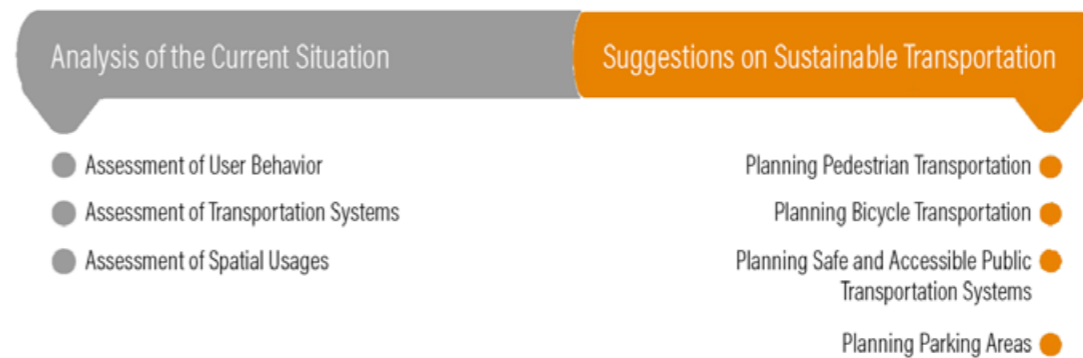 Analysis of the Current Situation
Assessment of User Behavior
Assessment of Transportation Systems
Assessment of Spatial Usages
Suggestions on Sustainable Transportation
Planning Pedestrian Transportation
Planning Bicycle Transportation
Planning Safe and Accessible Public
Transportation Systems
Planning Parking Areas